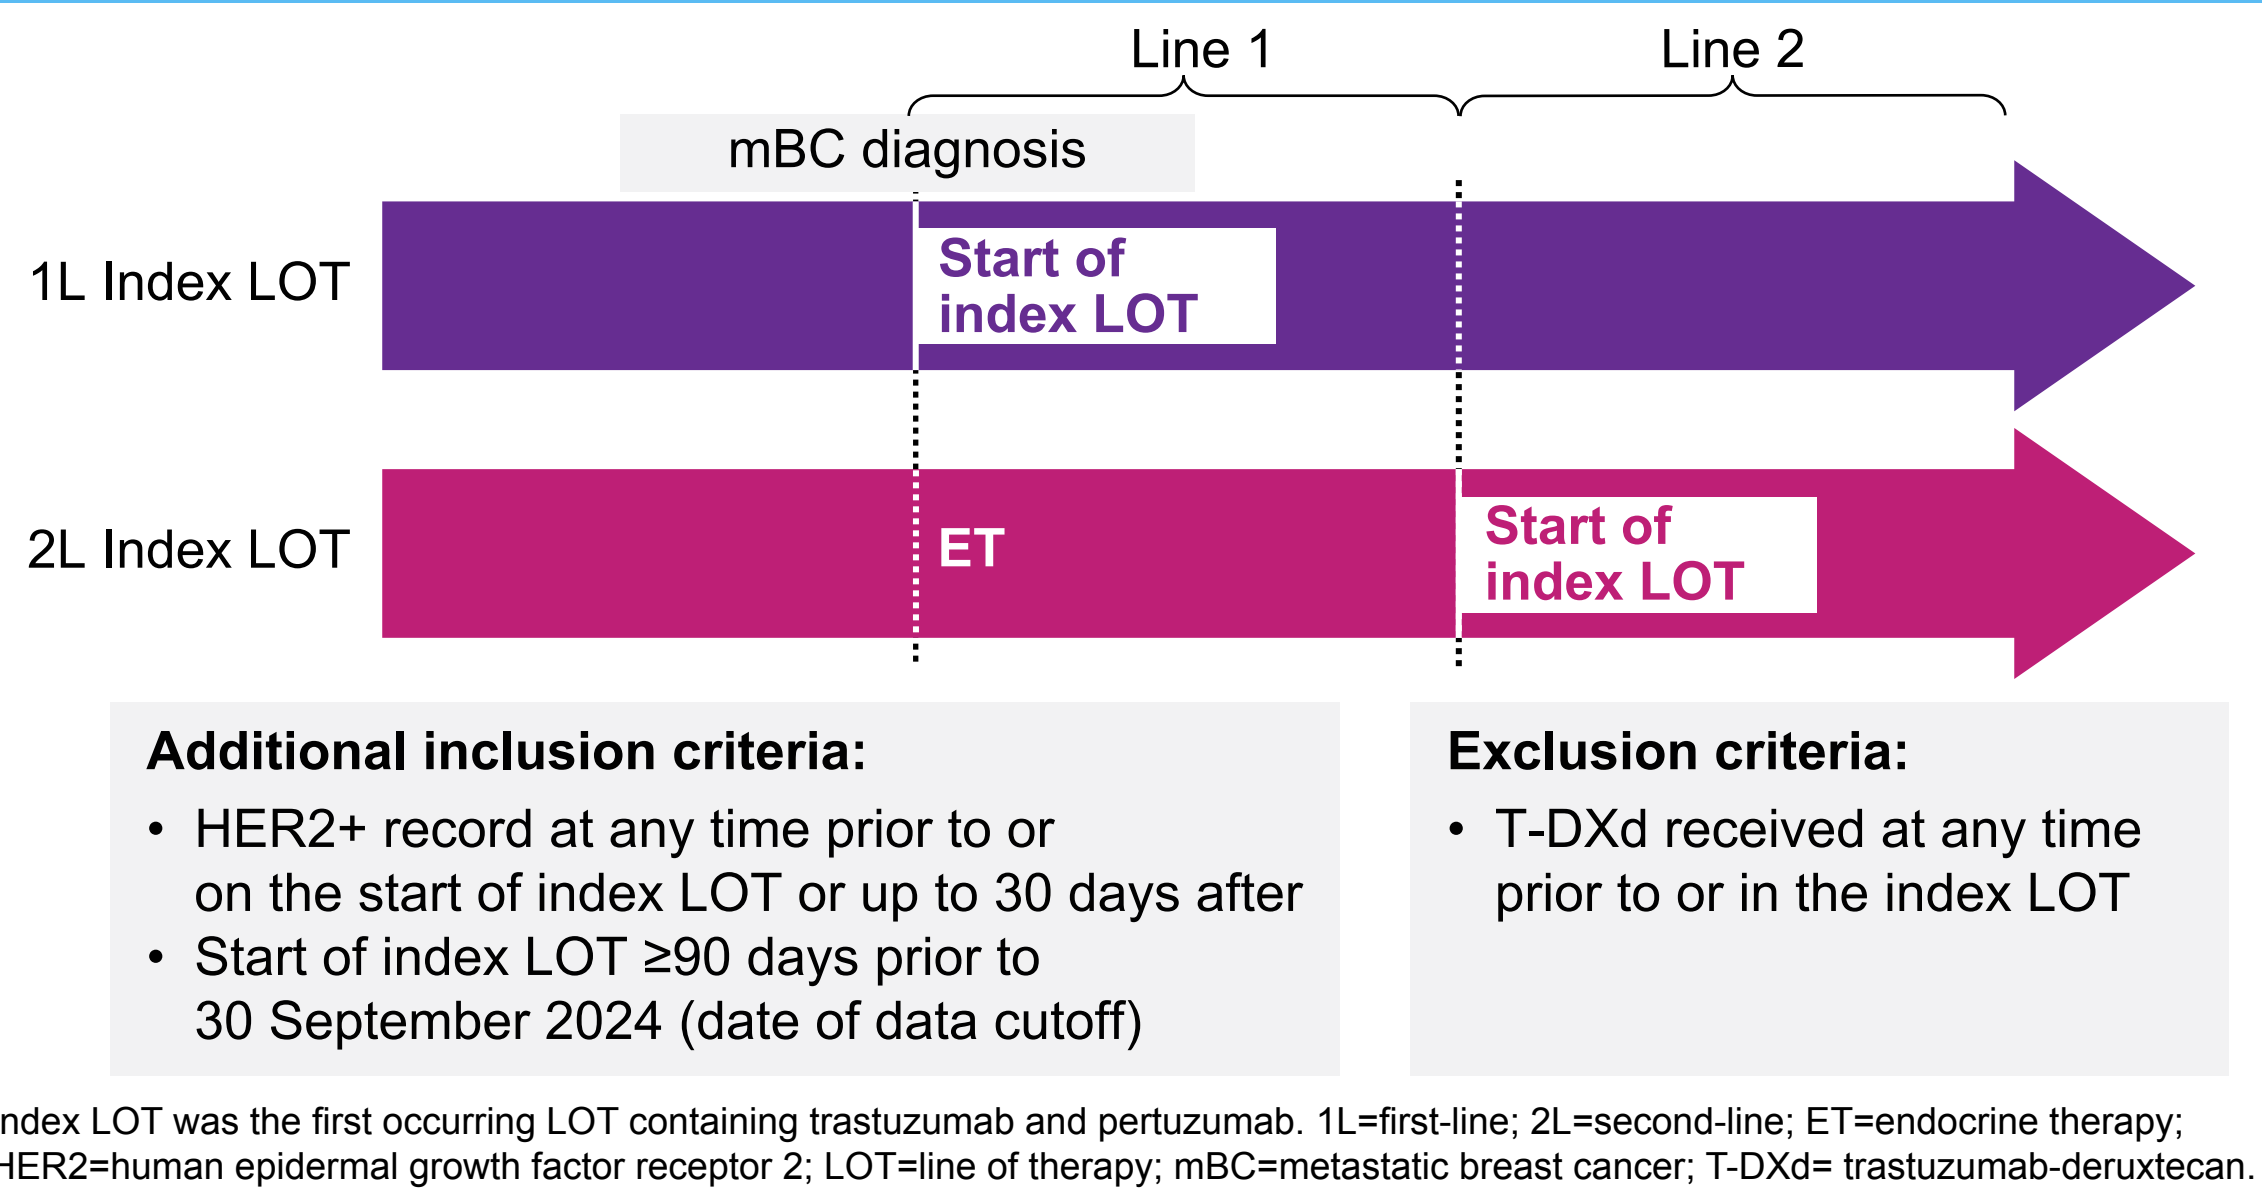 Line 1
Line 2
mBC diagnosis
1L Index LOT
Start of
index LOT
2L Index LOT
ET
Start of
index LOT
Additional inclusion criteria:
• HER2+ record at any time prior to or
on the start of index LOT or up to 30 days after
• Start of index LOT ≥90 days prior to
30 September 2024 (date of data cutoff)
Exclusion criteria:
• T-DXd received at any time
prior to or in the index LOT
ndex LOT was the first occurring LOT containing trastuzumab and pertuzumab. 1L=first-line; 2L=second-line; ET=endocrine therapy;
HER2=human epidermal growth factor receptor 2; LOT=line of therapy; mBC=metastatic breast cancer; T-DXd= trastuzumab-deruxtecan.